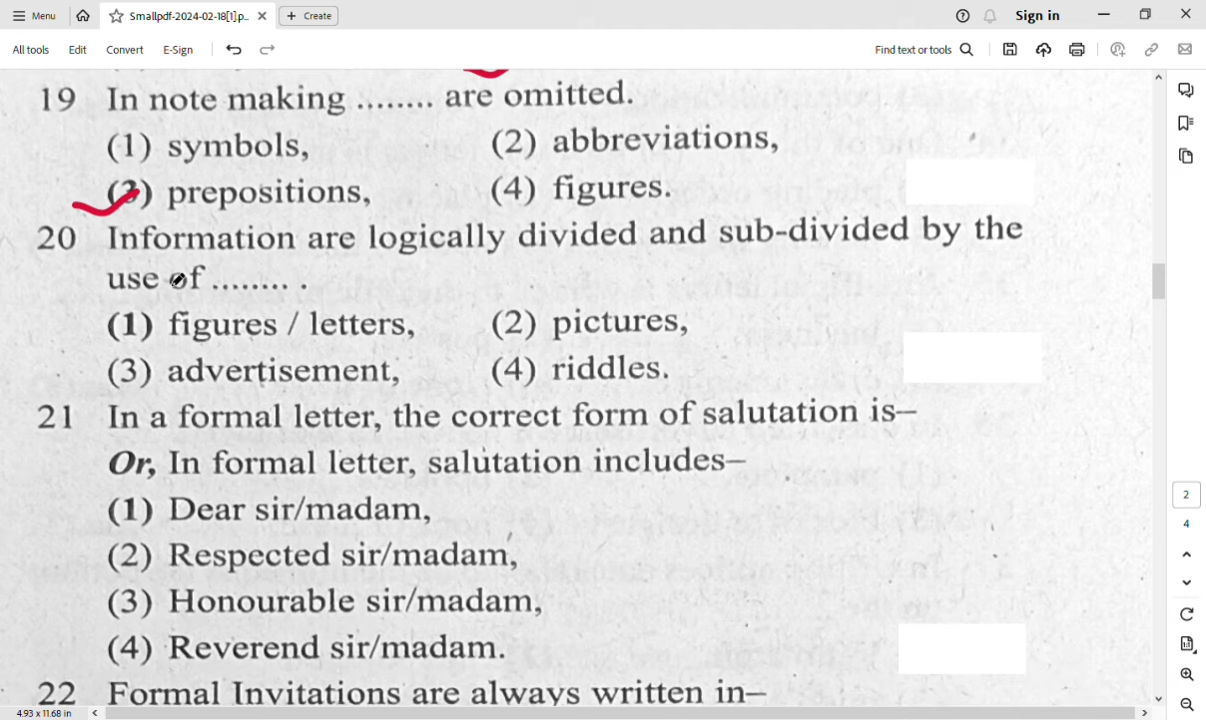 Menu
Smallpdf-2024-02-18[1]p...
Create
Sign in
All tools Edit Convert E-Sign
Find text or tools
19 In note making ........ are omitted.
(1) symbols, (2) abbreviations,
(3) prepositions, (4) figures.
20 Information are logically divided and sub-divided by the
use of ........ .
(1) figures / letters, (2) pictures,
(3) advertisement, (4) riddles.
21 In a formal letter, the correct form of salutation is–
Or, In formal letter, salutation includes–
(1) Dear sir/madam,
(2) Respected sir/madam,
(3) Honourable sir/madam,
(4) Reverend sir/madam.
22 Formal Invitations are always written in–
2
4
4.93 x 11.68 in